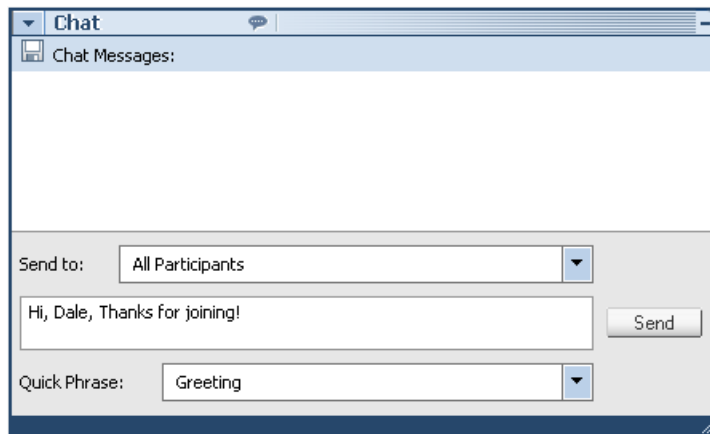 Chat
Chat Messages:
Send to: All Participants
Hi, Dale, Thanks for joining!
Send
Quick Phrase: Greeting